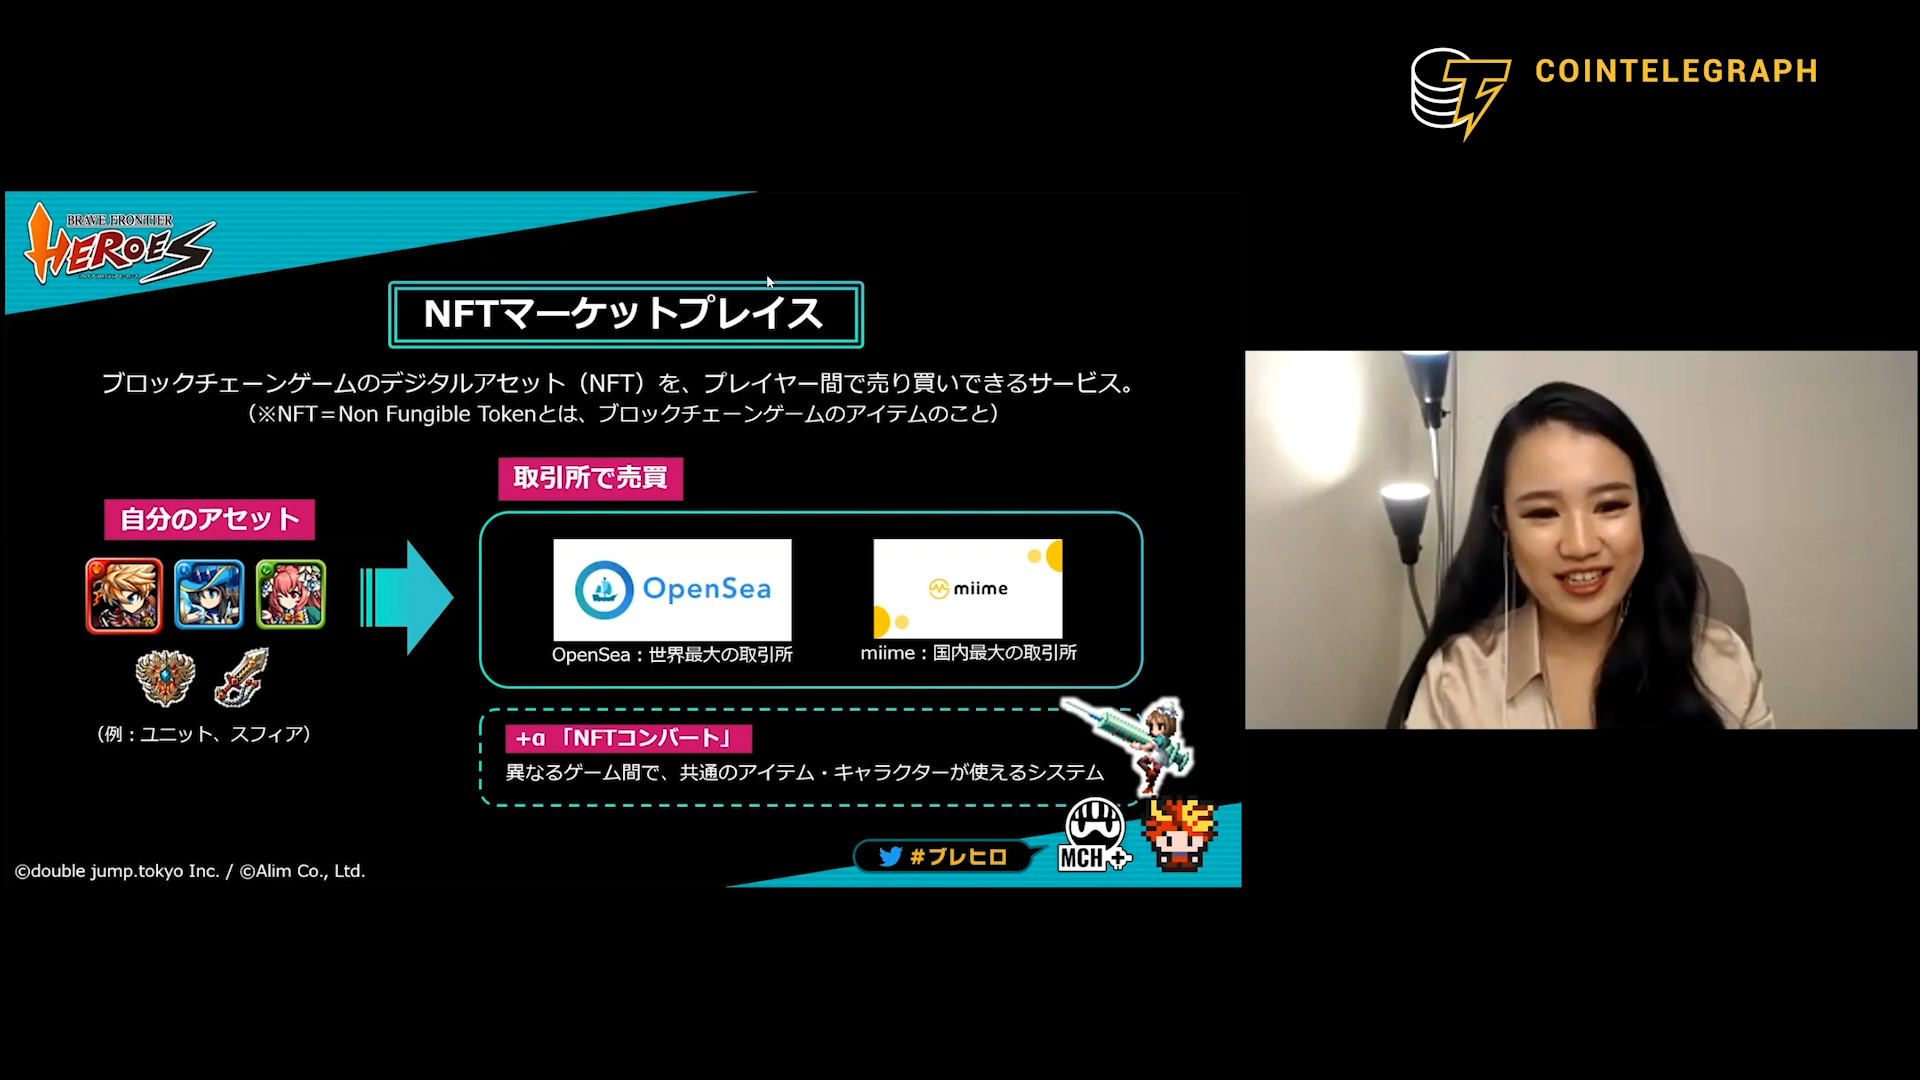 COINTELEGRAPH
BRAVE FRONTIER
HEROES
NFTマーケットプレイス
ブロックチェーンゲームのデジタルアセット（NFT）を、プレイヤー間で売り買いできるサービス。
（※NFT＝Non Fungible Tokenとは、ブロックチェーンゲームのアイテムのこと）
取引所で売買
自分のアセット
OpenSea
miime
OpenSea：世界最大の取引所
miime：国内最大の取引所
（例：ユニット、スフィア）
+α 「NFTコンバート」
異なるゲーム間で、共通のアイテム・キャラクターが使えるシステム
#ブレヒロ
MCH+
©double jump.tokyo Inc. / ©Alim Co., Ltd.